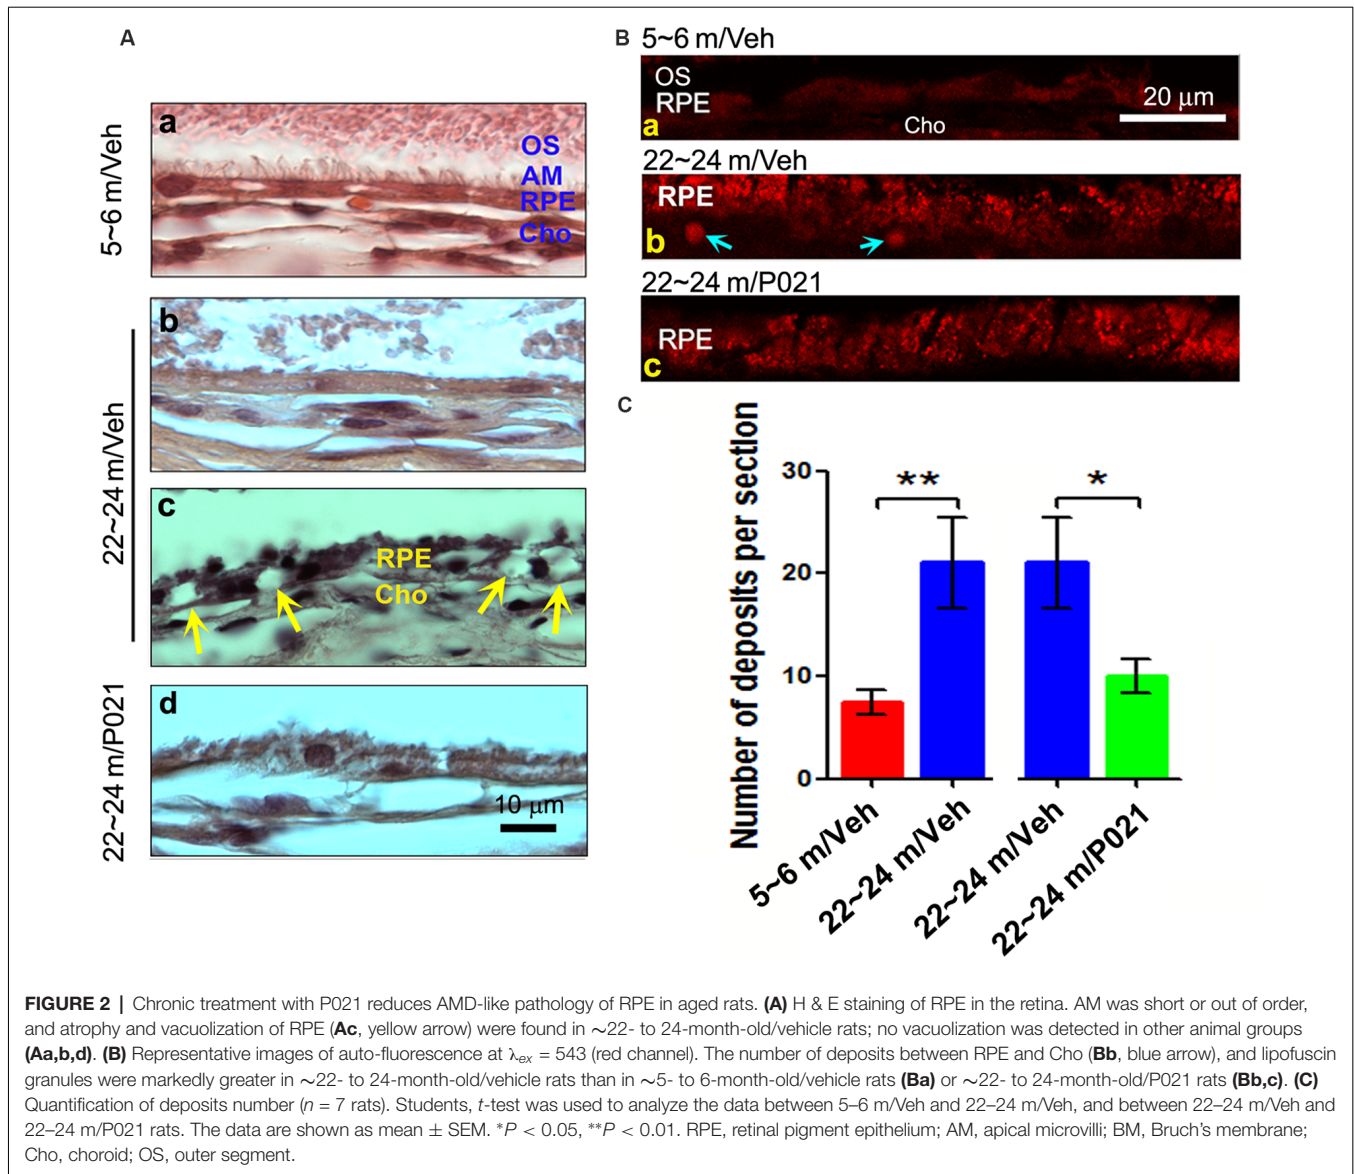 A
5~6 m/Veh
a
OS
AM
RPE
Cho
22~24 m/Veh
b
c
RPE
Cho
22~24 m/P021
d
10 μm
B
5~6 m/Veh
OS
RPE
a
Cho
20 μm
22~24 m/Veh
RPE
b
22~24 m/P021
RPE
c
C
Number of deposits per section
30
20
10
0
**
*
5~6 m/Veh
22~24 m/Veh
22~24 m/Veh
22~24 m/P021
FIGURE 2 | Chronic treatment with P021 reduces AMD-like pathology of RPE in aged rats. (A) H & E staining of RPE in the retina. AM was short or out of order,
and atrophy and vacuolization of RPE (Ac, yellow arrow) were found in ∼22- to 24-month-old/vehicle rats; no vacuolization was detected in other animal groups
(Aa,b,d). (B) Representative images of auto-fluorescence at λex = 543 (red channel). The number of deposits between RPE and Cho (Bb, blue arrow), and lipofuscin
granules were markedly greater in ∼22- to 24-month-old/vehicle rats than in ∼5- to 6-month-old/vehicle rats (Ba) or ∼22- to 24-month-old/P021 rats (Bb,c). (C)
Quantification of deposits number (n = 7 rats). Students, t-test was used to analyze the data between 5–6 m/Veh and 22–24 m/Veh, and between 22–24 m/Veh and
22–24 m/P021 rats. The data are shown as mean ± SEM. *P < 0.05, **P < 0.01. RPE, retinal pigment epithelium; AM, apical microvilli; BM, Bruch's membrane;
Cho, choroid; OS, outer segment.